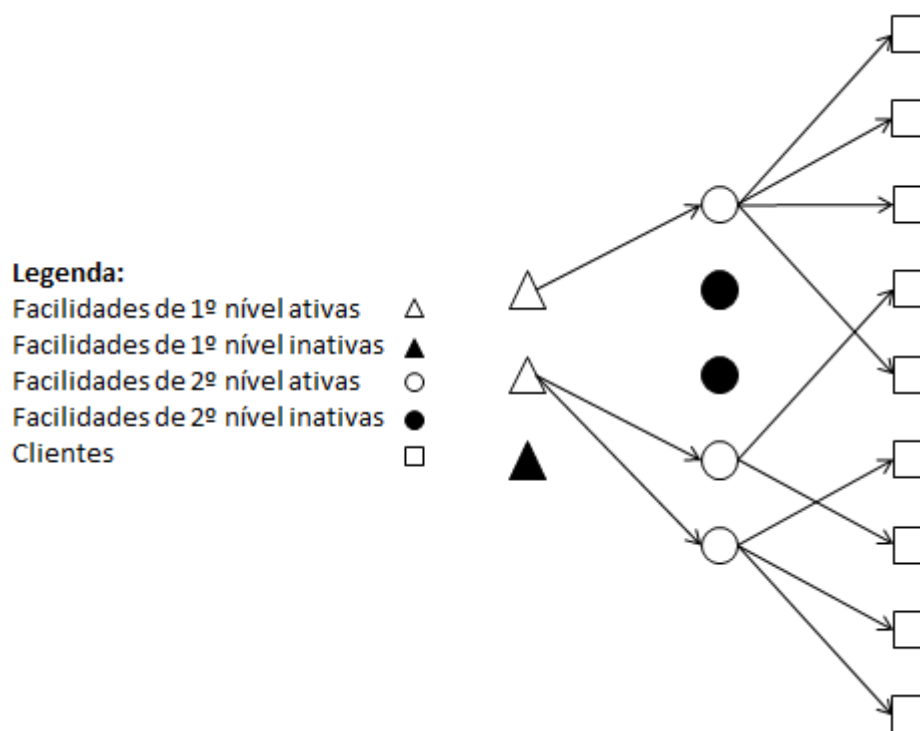 Legenda:
Facilidades de 1º nível ativas
Facilidades de 1º nível inativas
Facilidades de 2º nível ativas
Facilidades de 2º nível inativas
Clientes